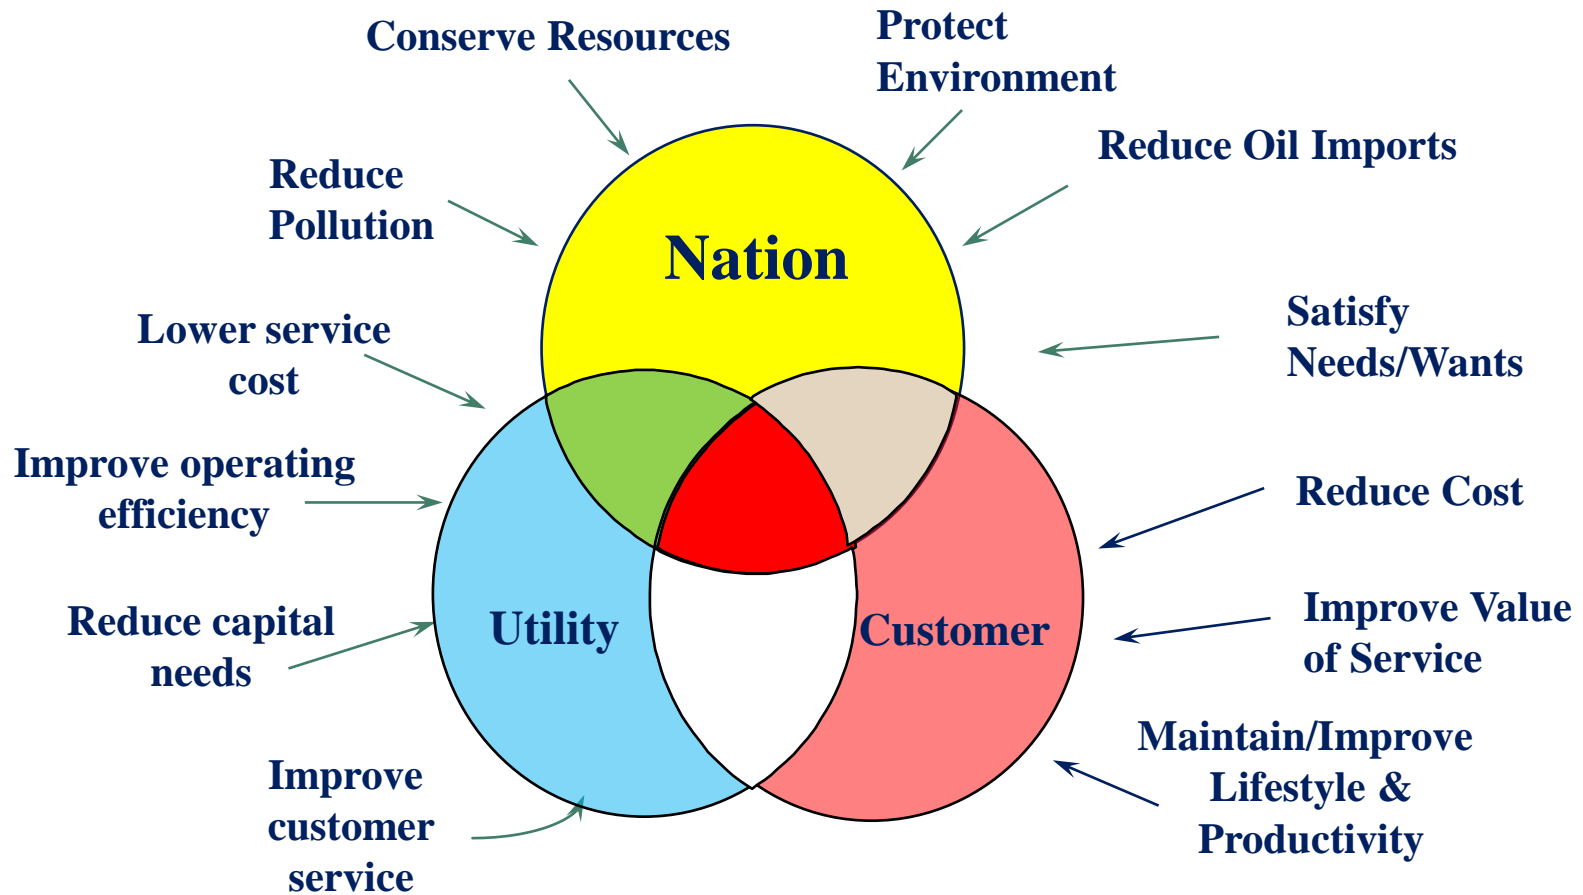 Conserve Resources
Protect
Environment
Reduce Oil Imports
Reduce
Pollution
Nation
Lower service
cost
Satisfy
Needs/Wants
Improve operating
efficiency
Reduce Cost
Reduce capital
needs
Utility
Customer
Improve Value
of Service
Improve
customer
service
Maintain/Improve
Lifestyle &
Productivity